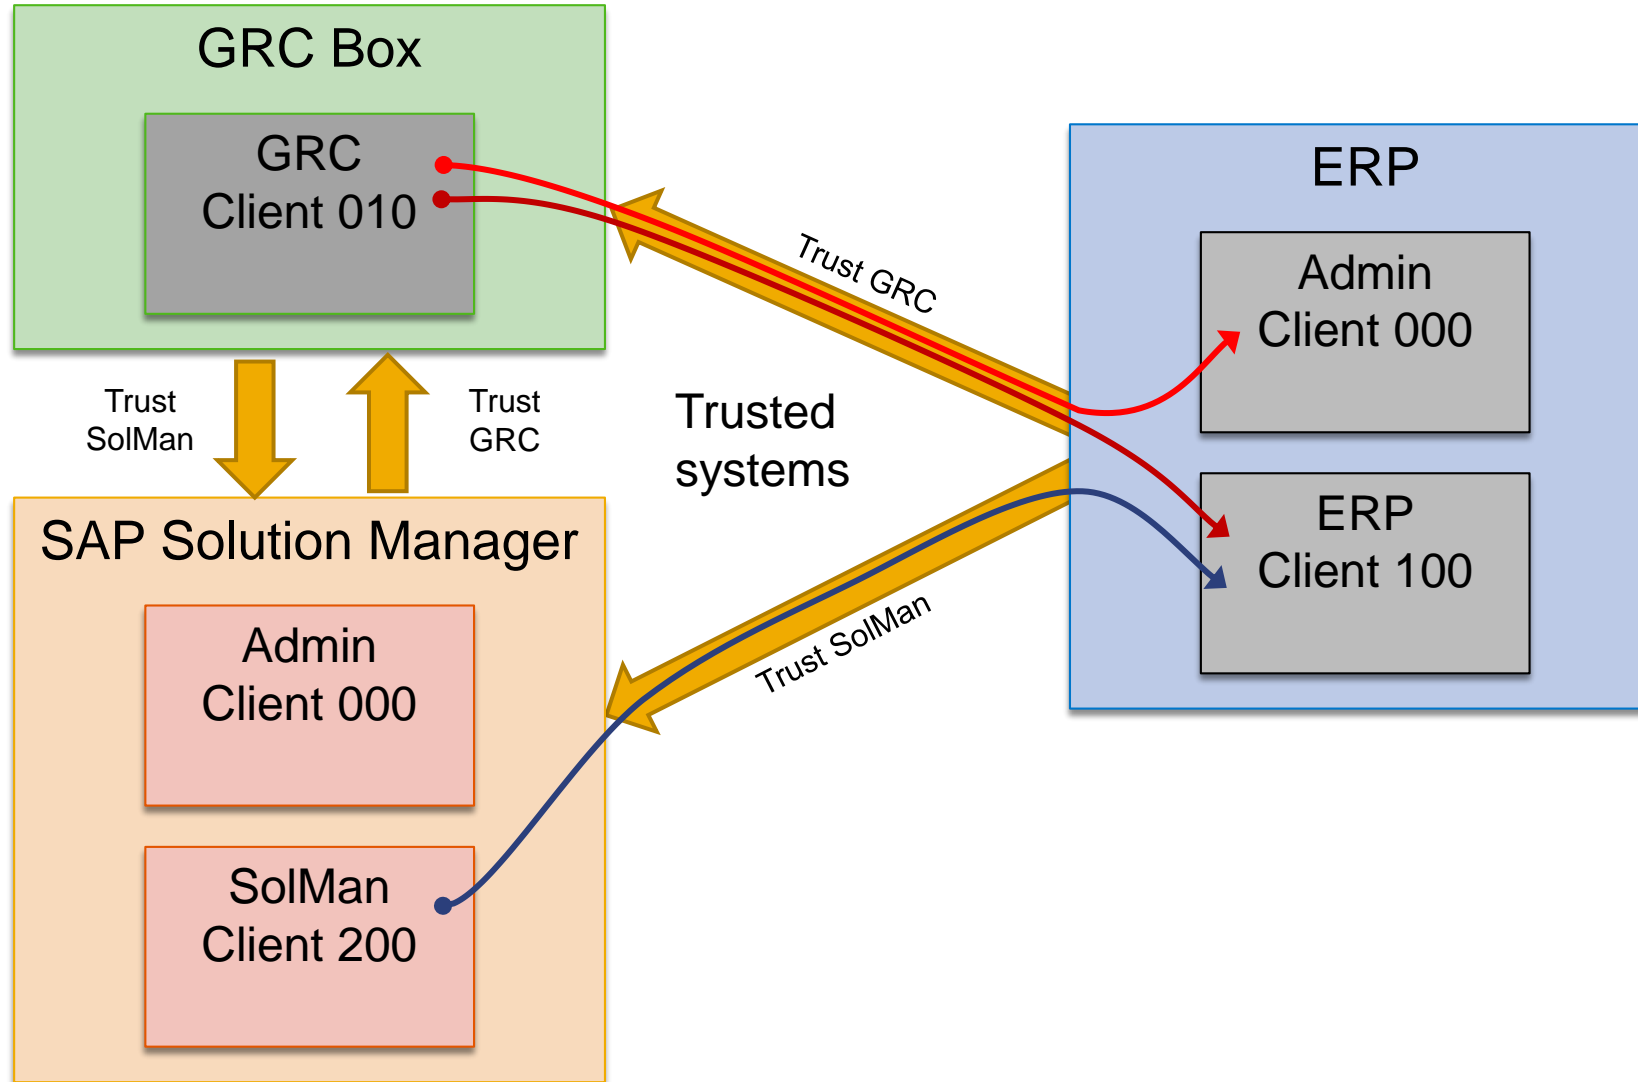 GRC Box
GRC
Client 010
Trust
SolMan
Trust
GRC
SAP Solution Manager
Admin
Client 000
SolMan
Client 200
Trusted
systems
Trust GRC
Trust SolMan
ERP
Admin
Client 000
ERP
Client 100